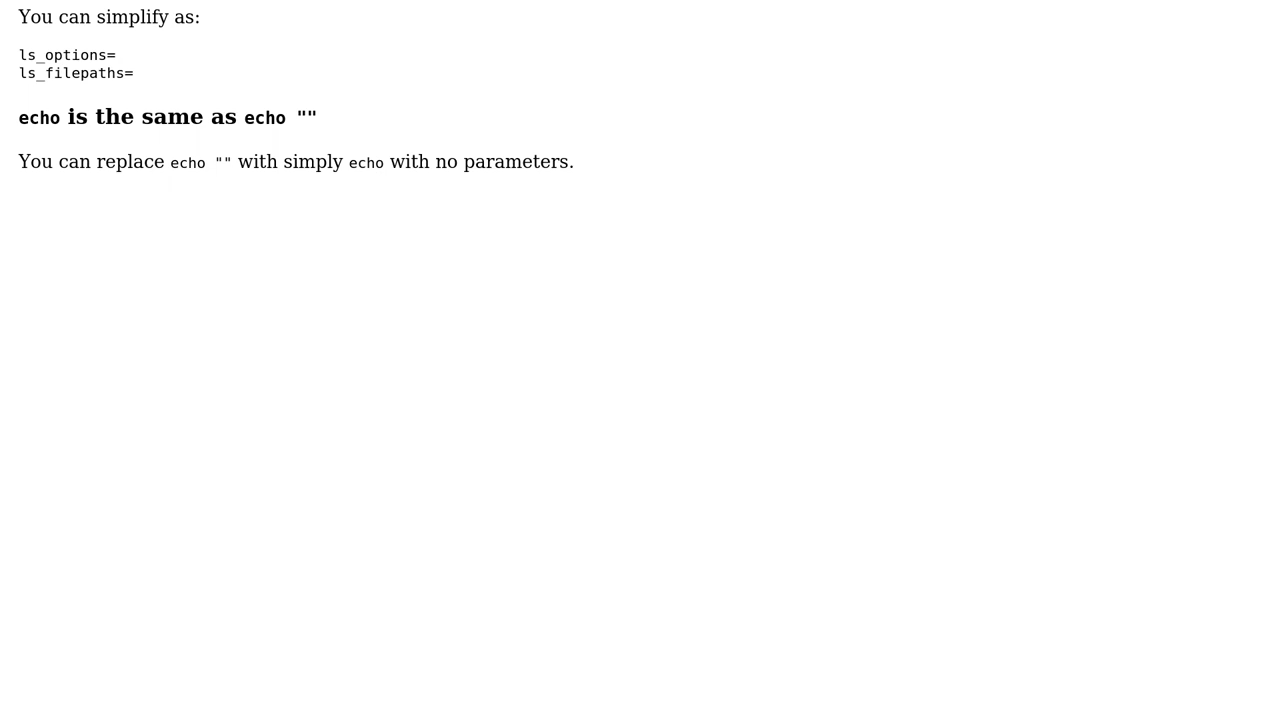 You can simplify as:
ls_options=
ls_filepaths=
echo is the same as echo ""
You can replace echo "" with simply echo with no parameters.